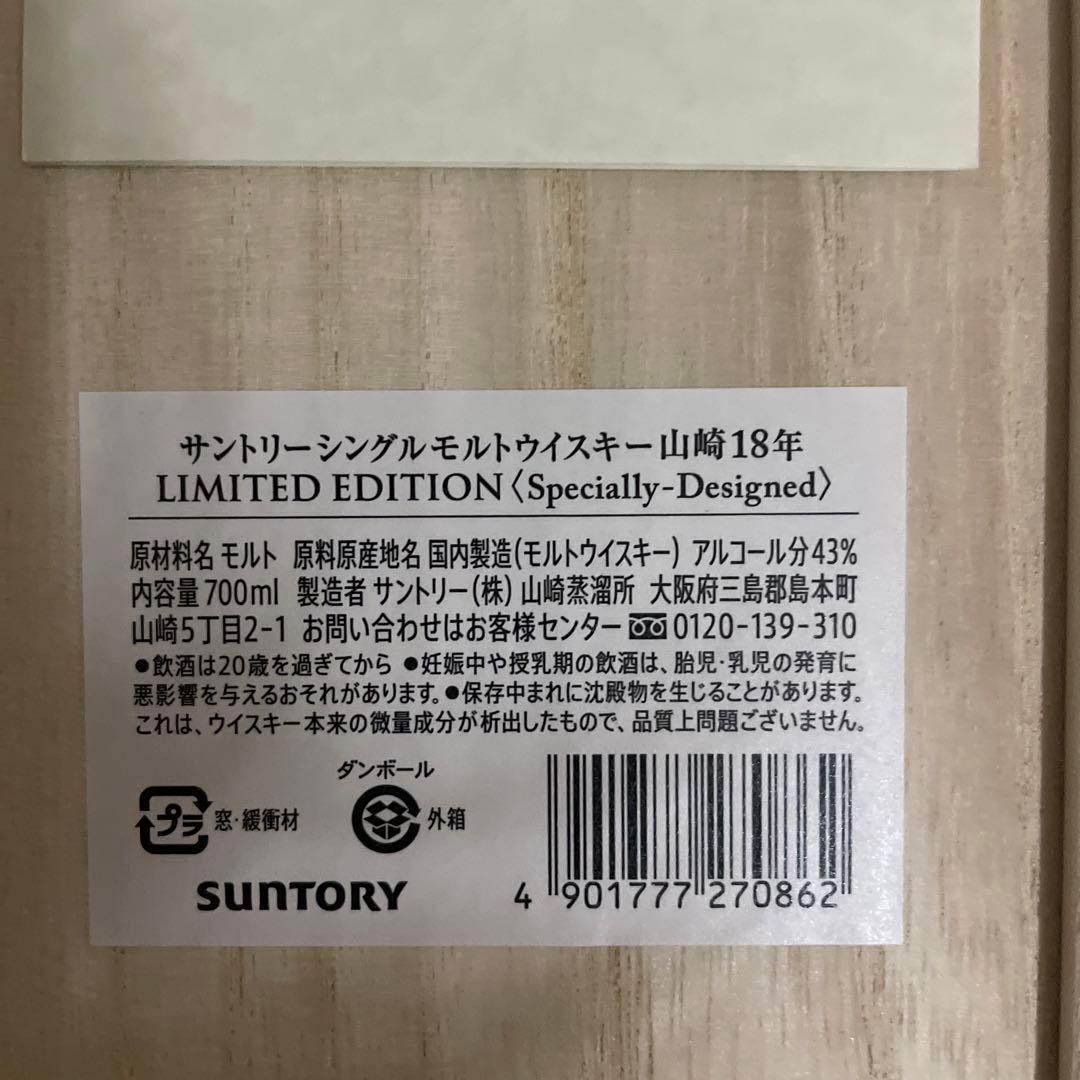 サントリーシングルモルトウイスキー山崎18年
LIMITED EDITION〈Specially-Designed〉
原材料名 モルト 原料原産地名 国内製造(モルトウイスキー) アルコール分43%
内容量700ml 製造者 サントリー(株)山崎蒸溜所 大阪府三島郡島本町
山崎5丁目2-1 お問い合わせはお客様センター 0120-139-310
●飲酒は20歳を過ぎてから ●妊娠中や授乳期の飲酒は、胎児・乳児の発育に
悪影響を与えるおそれがあります。●保存中まれに沈殿物を生じることがあります。
これは、ウイスキー本来の微量成分が析出したもので、品質上問題ございません。
ダンボール
プラ 窓・緩衝材
外箱
SUNTORY
4 901777 270862